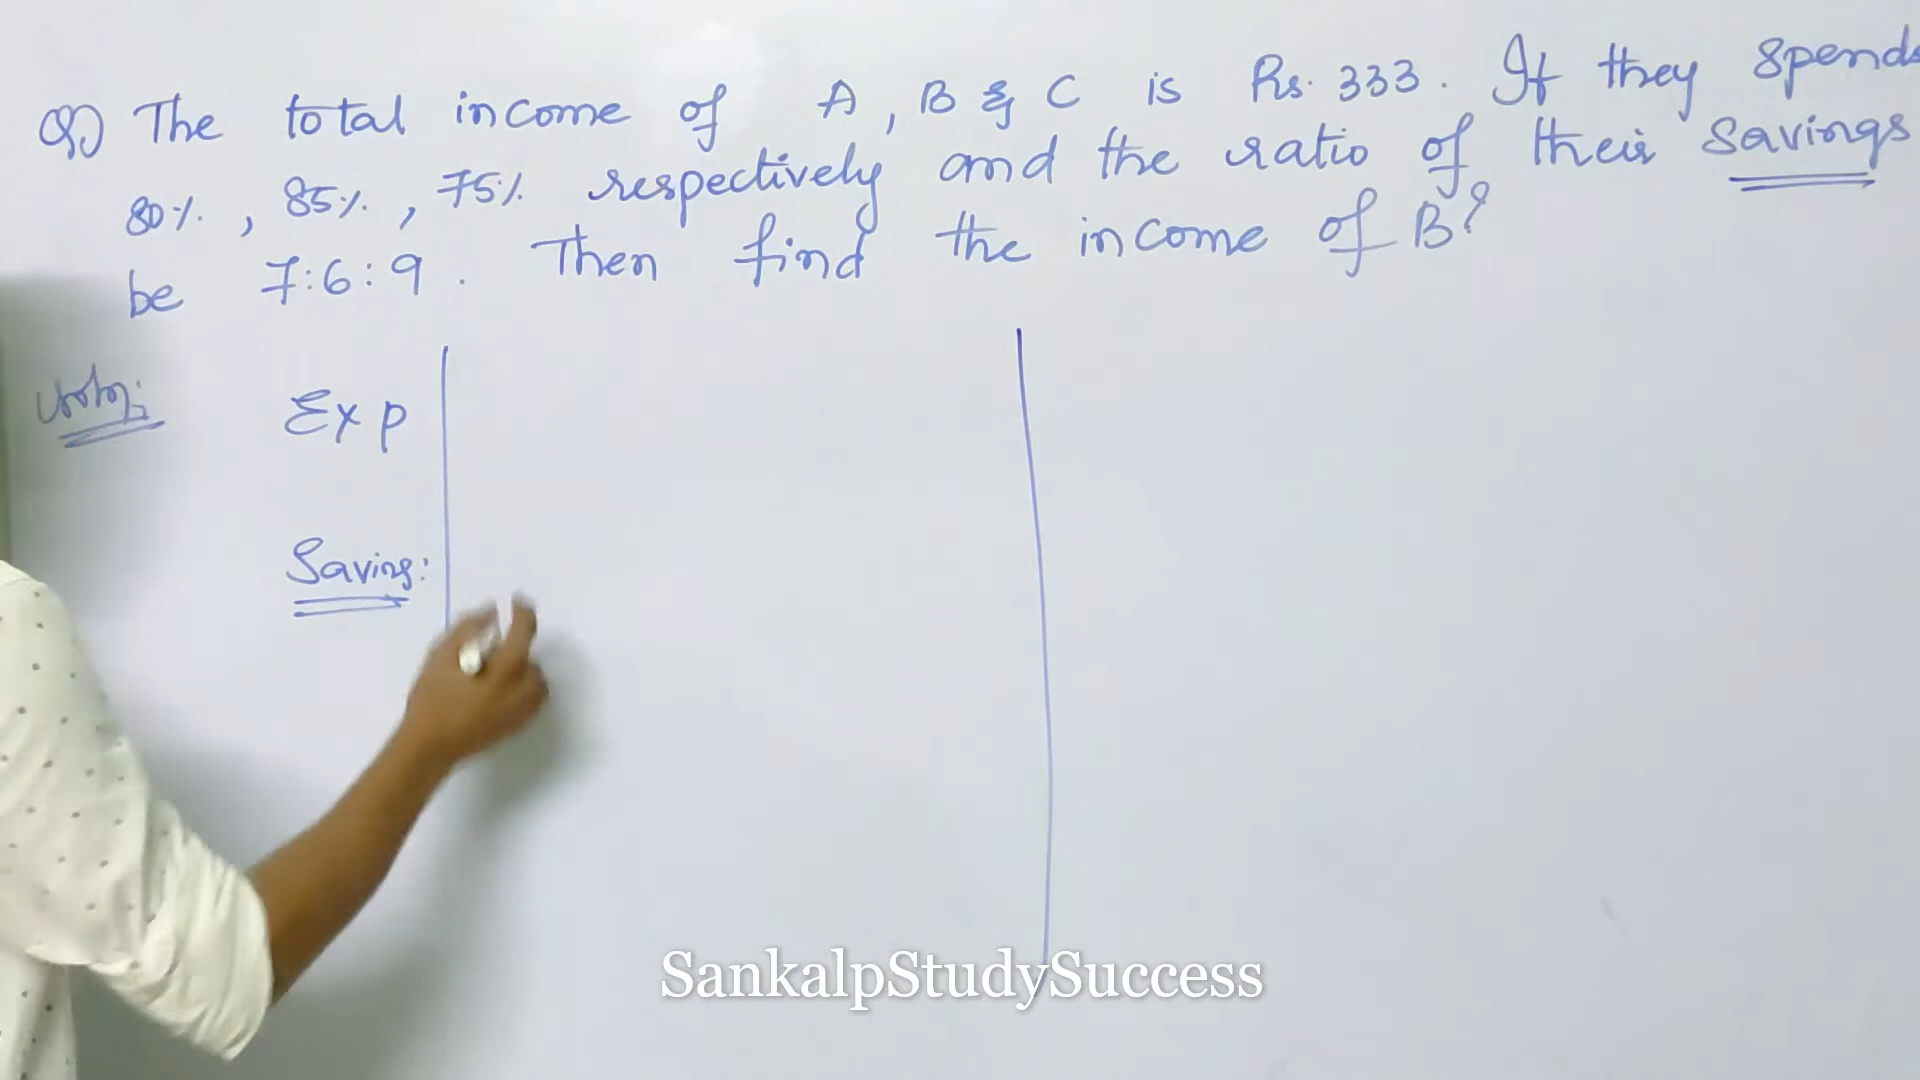 Q) The total income of A, B & C is Rs. 333. If they spends
80%, 85%, 75% respectively and the ratio of their savings
be 7:6:9. Then find the income of B?
Exp
Saving:
SankalpStudySuccess